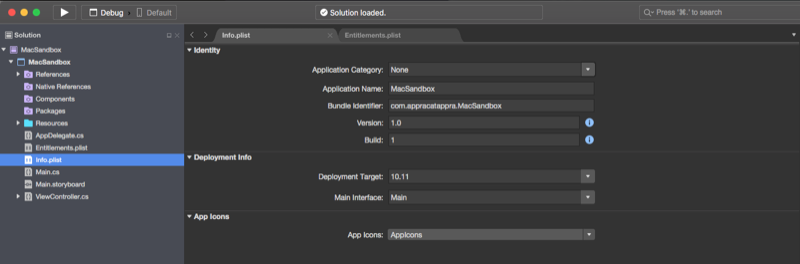 Debug
Default
Solution loaded.
Press '⌘.' to search
Solution
Info.plist
Entitlements.plist
MacSandbox
MacSandbox
References
Native References
Components
Packages
Resources
AppDelegate.cs
Entitlements.plist
Info.plist
Main.cs
Main.storyboard
ViewController.cs
Identity
Application Category: None
Application Name: MacSandbox
Bundle Identifier: com.appracatappra.MacSandbox
Version: 1.0
Build: 1
Deployment Info
Deployment Target: 10.11
Main Interface: Main
App Icons
App Icons: AppIcons